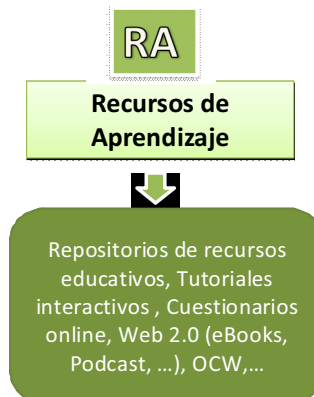 RA
Recursos de
Aprendizaje
Repositorios de recursos
educativos, Tutoriales
interactivos , Cuestionarios
online, Web 2.0 (eBooks,
Podcast, …), OCW,…